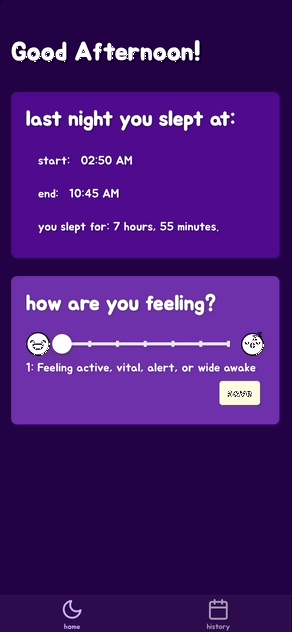 Good Afternoon!
last night you slept at:
start: 02:50 AM
end: 10:45 AM
you slept for: 7 hours, 55 minutes.
how are you feeling?
1: Feeling active, vital, alert, or wide awake
home history